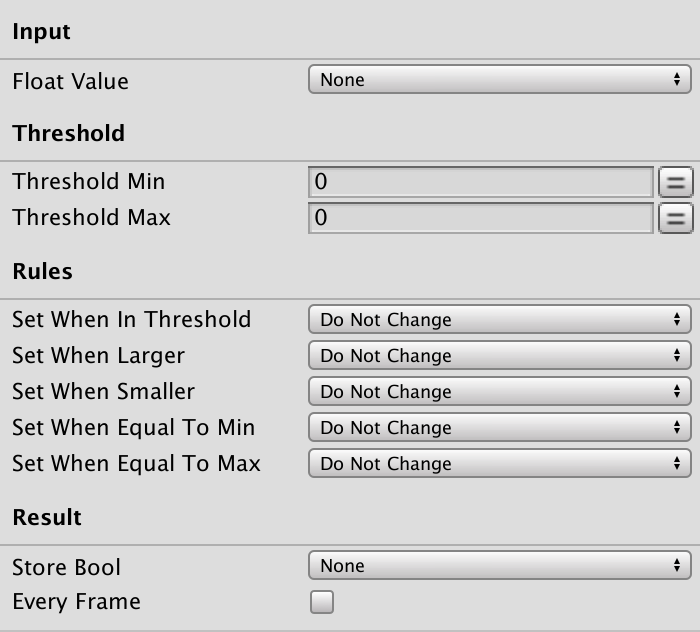 Input
Float Value None
Threshold
Threshold Min 0 =
Threshold Max 0 =
Rules
Set When In Threshold Do Not Change
Set When Larger Do Not Change
Set When Smaller Do Not Change
Set When Equal To Min Do Not Change
Set When Equal To Max Do Not Change
Result
Store Bool None
Every Frame